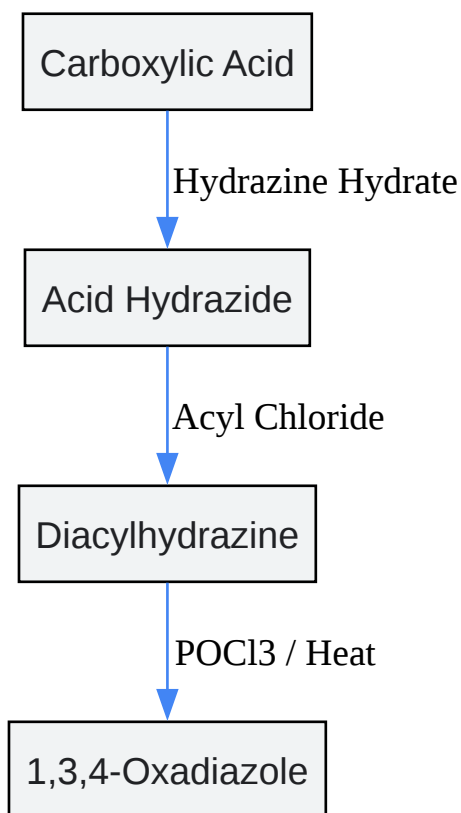 Carboxylic Acid
Hydrazine Hydrate
Acid Hydrazide
Acyl Chloride
Diacylhydrazine
POCl3 / Heat
1,3,4-Oxadiazole